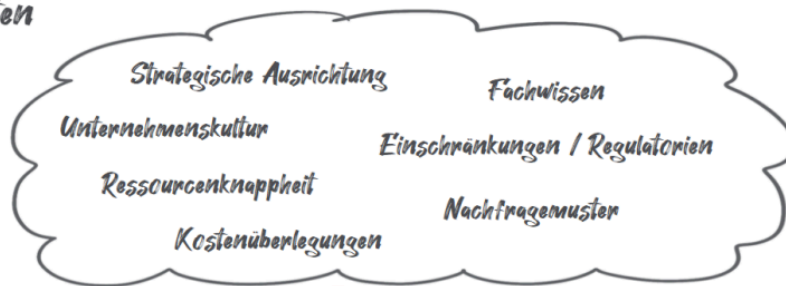 Strategische Ausrichtung
Fachwissen
Unternehmenskultur
Einschränkungen / Regulatorien
Ressourcenknappheit
Nachfragemuster
Kostenüberlegungen